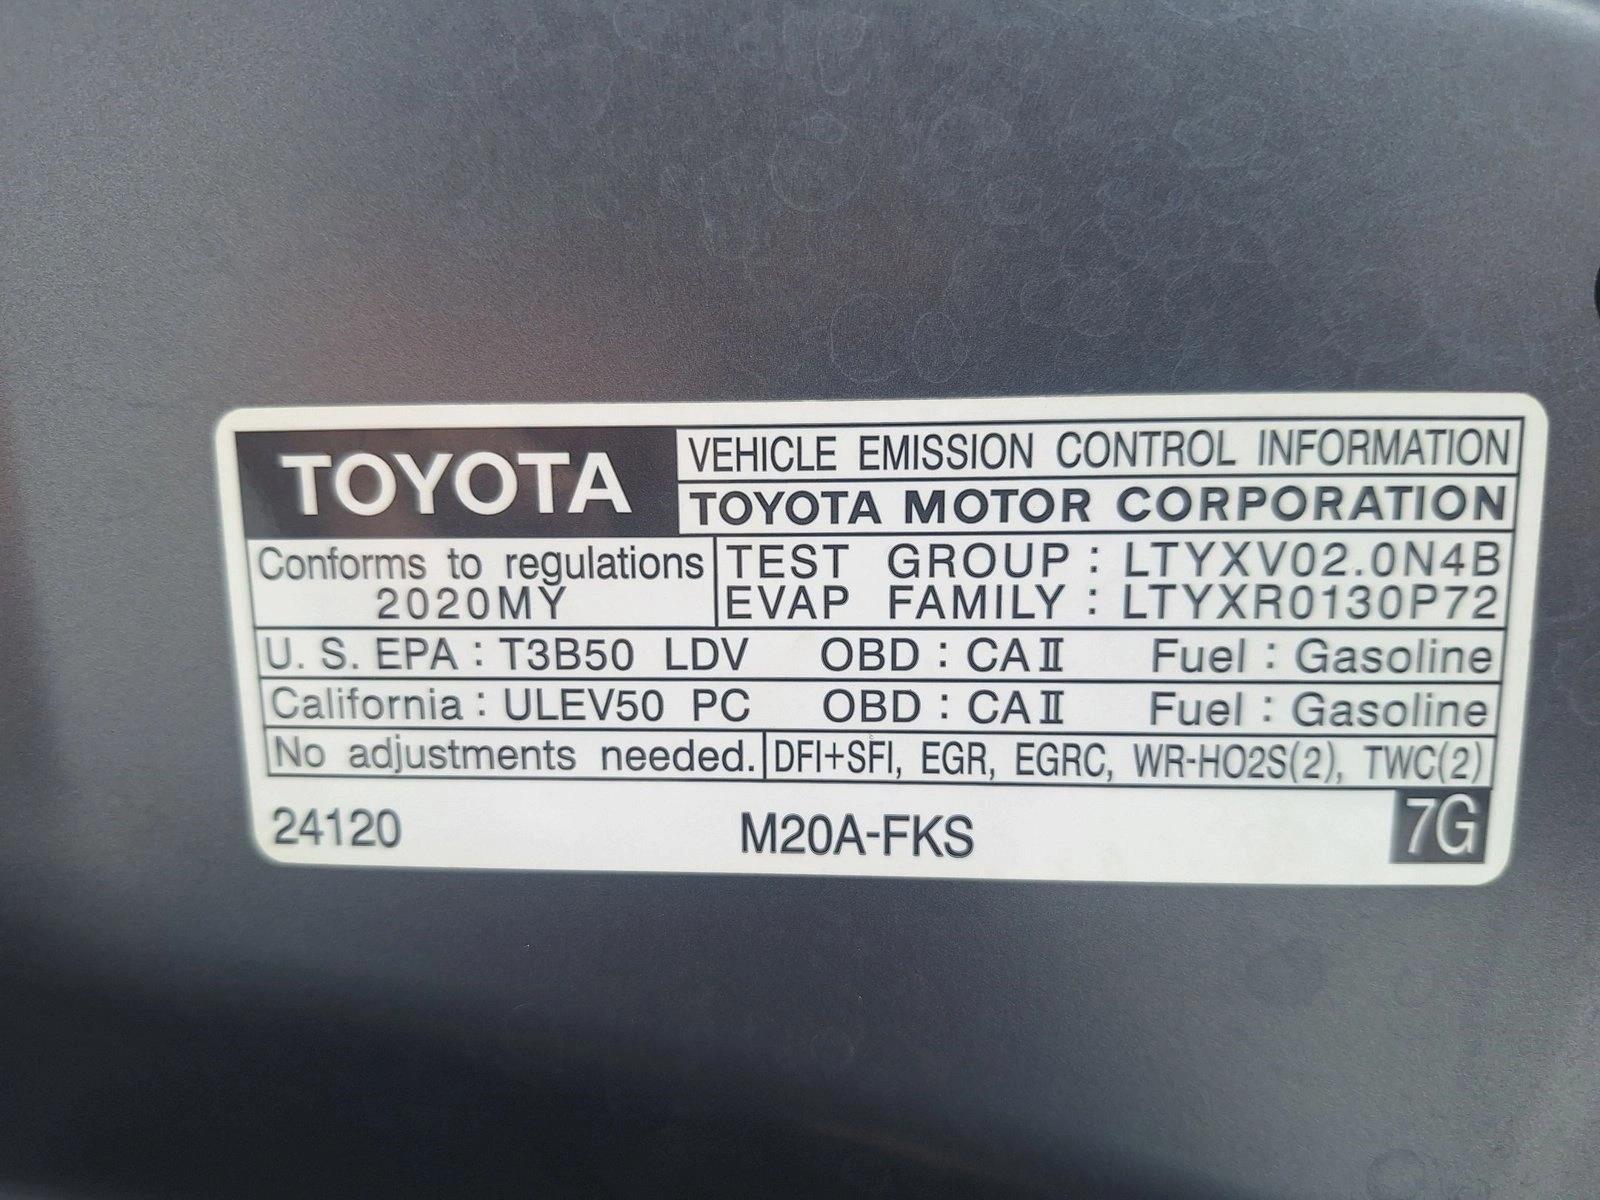 TOYOTA
VEHICLE EMISSION CONTROL INFORMATION
TOYOTA MOTOR CORPORATION
Conforms to regulations
2020MY
TEST GROUP : LTYXV02.0N4B
EVAP FAMILY : LTYXR0130P72
U. S. EPA : T3B50 LDV OBD : CAⅡ Fuel : Gasoline
California : ULEV50 PC OBD : CAⅡ Fuel : Gasoline
No adjustments needed. DFI+SFI, EGR, EGRC, WR-HO2S(2), TWC(2)
24120 M20A-FKS 7G